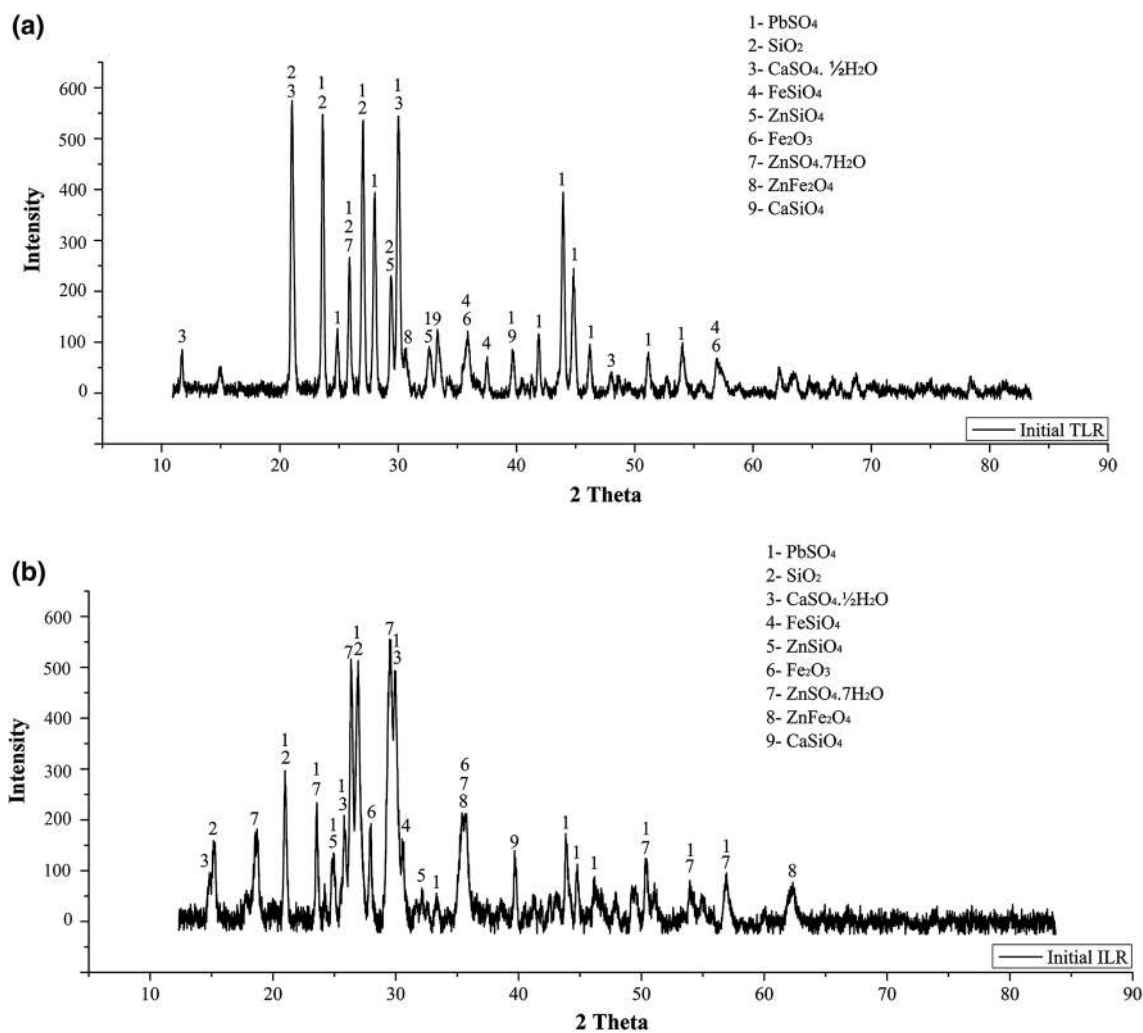 (a)
1- PbSO₄
2- SiO₂
3- CaSO₄. ½H₂O
4- FeSiO₄
5- ZnSiO₄
6- Fe₂O₃
7- ZnSO₄.7H₂O
8- ZnFe₂O₄
9- CaSiO₄
Intensity
600
500
400
300
200
100
0
3
2
3
1
2
1
1
2
7
1
2
1
2
5
1
3
8
19
5
4
6
4
1
9
1
1
1
1
3
1
1
4
6
Initial TLR
10 20 30 40 50 60 70 80 90
2 Theta
(b)
1- PbSO₄
2- SiO₂
3- CaSO₄.½H₂O
4- FeSiO₄
5- ZnSiO₄
6- Fe₂O₃
7- ZnSO₄.7H₂O
8- ZnFe₂O₄
9- CaSiO₄
Intensity
600
500
400
300
200
100
0
3
2
7
1
2
1
7
1
5
1
3
7
1
2
6
7
1
3
4
5
1
6
7
8
9
1
1
1
1
7
1
7
1
7
8
Initial ILR
10 20 30 40 50 60 70 80 90
2 Theta